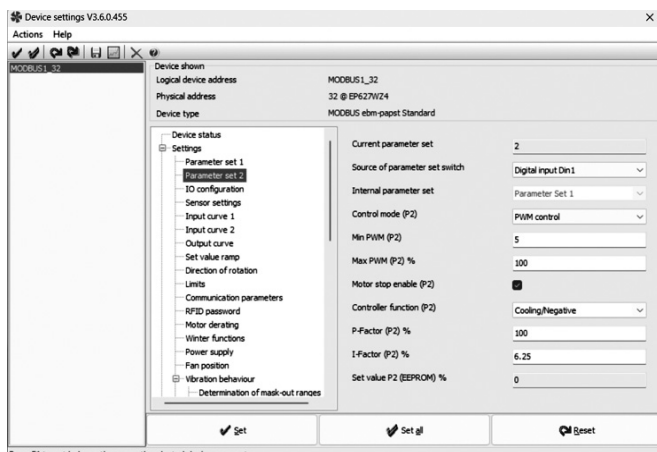 Device settings V3.6.0.455
Actions Help
MODBUS1_32
Device shown
Logical device address MODBUS1_32
Physical address 32 @ EP627WZ4
Device type MODBUS ebm-papst Standard
Device status
Settings
Parameter set 1
Parameter set 2
IO configuration
Sensor settings
Input curve 1
Input curve 2
Output curve
Set value ramp
Direction of rotation
Limits
Communication parameters
RFID password
Motor derating
Winter functions
Power supply
Fan position
Vibration behaviour
Determination of mask-out ranges
Current parameter set 2
Source of parameter set switch Digital input Din1
Internal parameter set Parameter Set 1
Control mode (P2) PWM control
Min PWM (P2) 5
Max PWM (P2) % 100
Motor stop enable (P2)
Controller function (P2) Cooling/Negative
P-Factor (P2) % 100
I-Factor (P2) % 6.25
Set value P2 (EEPROM) % 0
Set Set all Reset